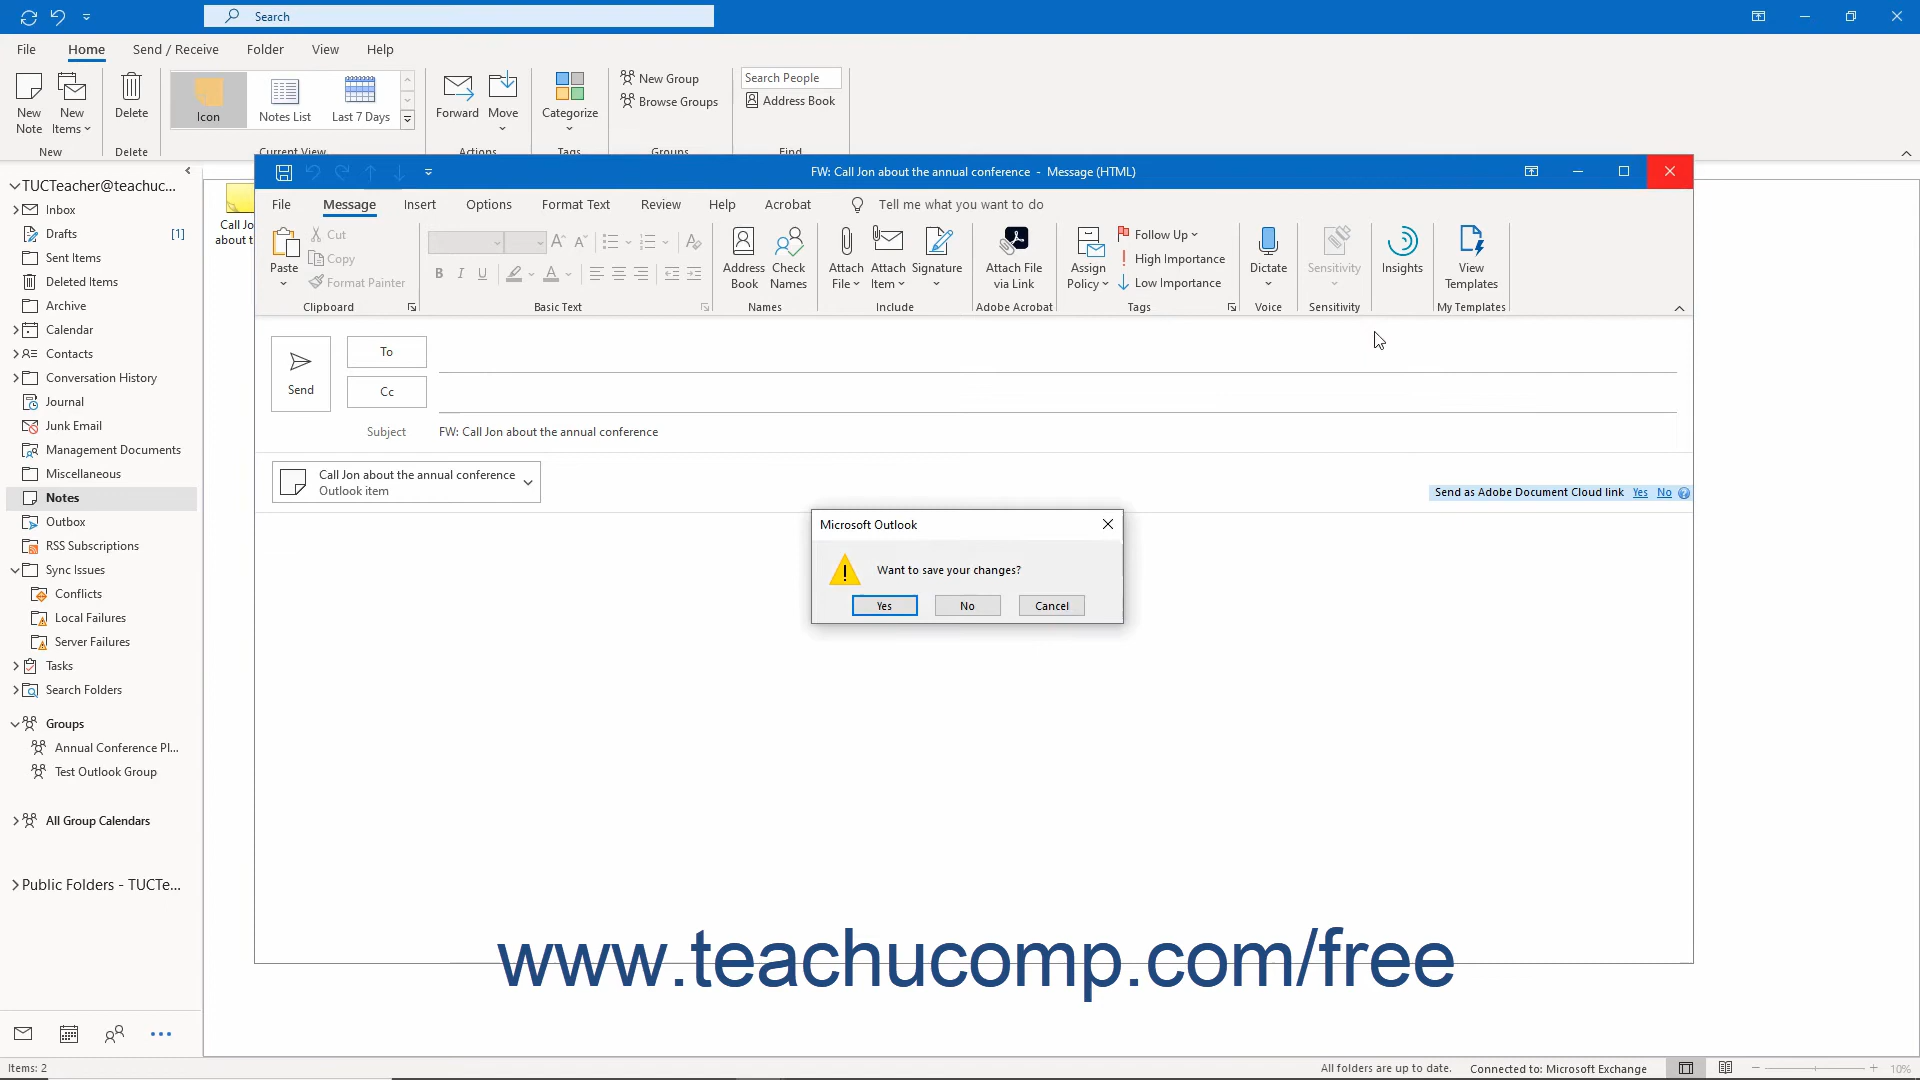 Search
File
Home
Send / Receive
Folder
View
Help
New Note
New Items
New
Delete
Delete
Icon
Notes List
Last 7 Days
Current View
Forward
Move
Actions
Categorize
Tags
New Group
Browse Groups
Groups
Search People
Address Book
Find
TUCTeacher@teachuc...
Inbox
Drafts [1]
Sent Items
Deleted Items
Archive
Calendar
Contacts
Conversation History
Journal
Junk Email
Management Documents
Miscellaneous
Notes
Outbox
RSS Subscriptions
Sync Issues
Conflicts
Local Failures
Server Failures
Tasks
Search Folders
Groups
Annual Conference Pl...
Test Outlook Group
All Group Calendars
Public Folders - TUCTe...
Call Jo
about t
FW: Call Jon about the annual conference - Message (HTML)
File
Message
Insert
Options
Format Text
Review
Help
Acrobat
Tell me what you want to do
Paste
Cut
Copy
Format Painter
Clipboard
B I U
Basic Text
Address Book
Check Names
Names
Attach File
Attach Item
Signature
Include
Attach File via Link
Adobe Acrobat
Assign Policy
Follow Up
High Importance
Low Importance
Tags
Dictate
Voice
Sensitivity
Sensitivity
Insights
View Templates
My Templates
Send
To
Cc
Subject
FW: Call Jon about the annual conference
Call Jon about the annual conference
Outlook item
Send as Adobe Document Cloud link Yes No
Microsoft Outlook
Want to save your changes?
Yes
No
Cancel
www.teachucomp.com/free
Items: 2
All folders are up to date.
Connected to: Microsoft Exchange
10%